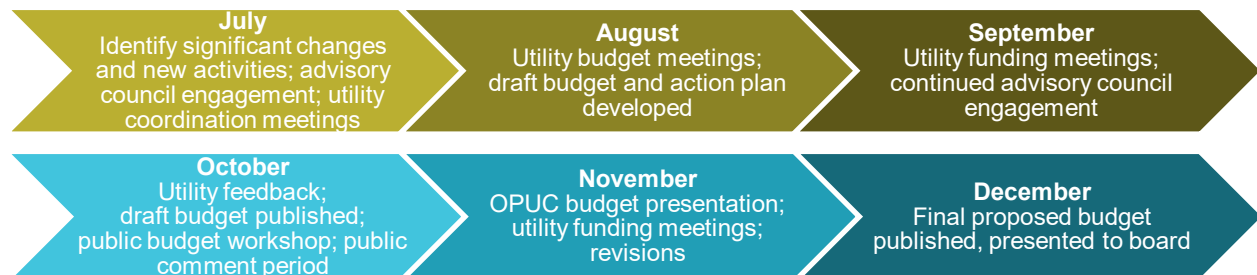 July
Identify significant changes
and new activities; advisory
council engagement; utility
coordination meetings
August
Utility budget meetings;
draft budget and action plan
developed
September
Utility funding meetings;
continued advisory council
engagement
October
Utility feedback;
draft budget published;
public budget workshop; public
comment period
November
OPUC budget presentation;
utility funding meetings;
revisions
December
Final proposed budget
published, presented to board